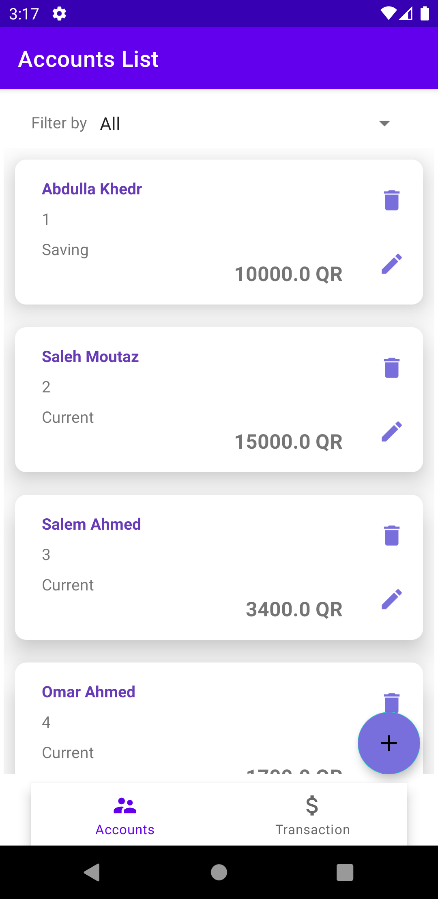 3:17
Accounts List
Filter by All
Abdulla Khedr
1
Saving
10000.0 QR
Saleh Moutaz
2
Current
15000.0 QR
Salem Ahmed
3
Current
3400.0 QR
Omar Ahmed
4
Current
Accounts
Transaction